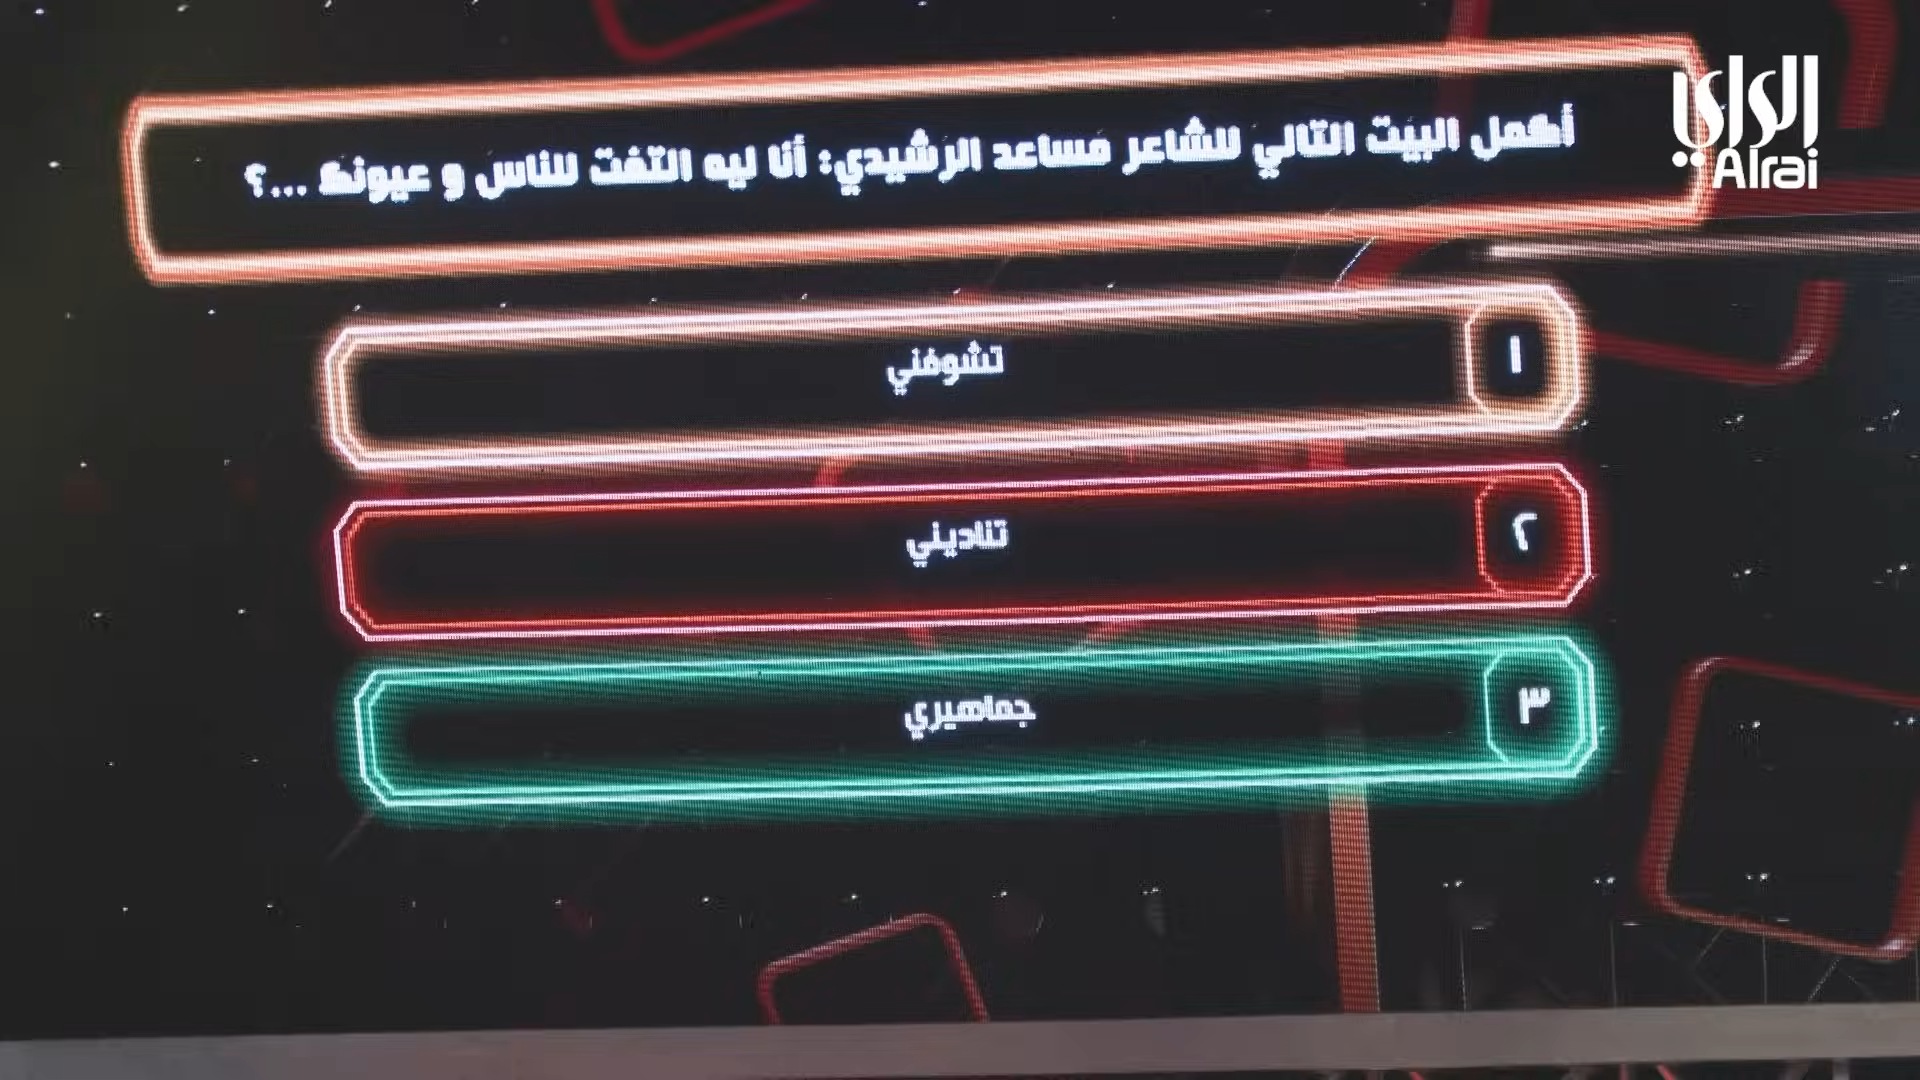 الراي
Alrai
أكمل البيت التالي للشاعر مساعد الرشيدي: أنا ليه التفت للناس و عيونك ...؟
١
تشوفني
٢
تناديني
٣
جماهيري